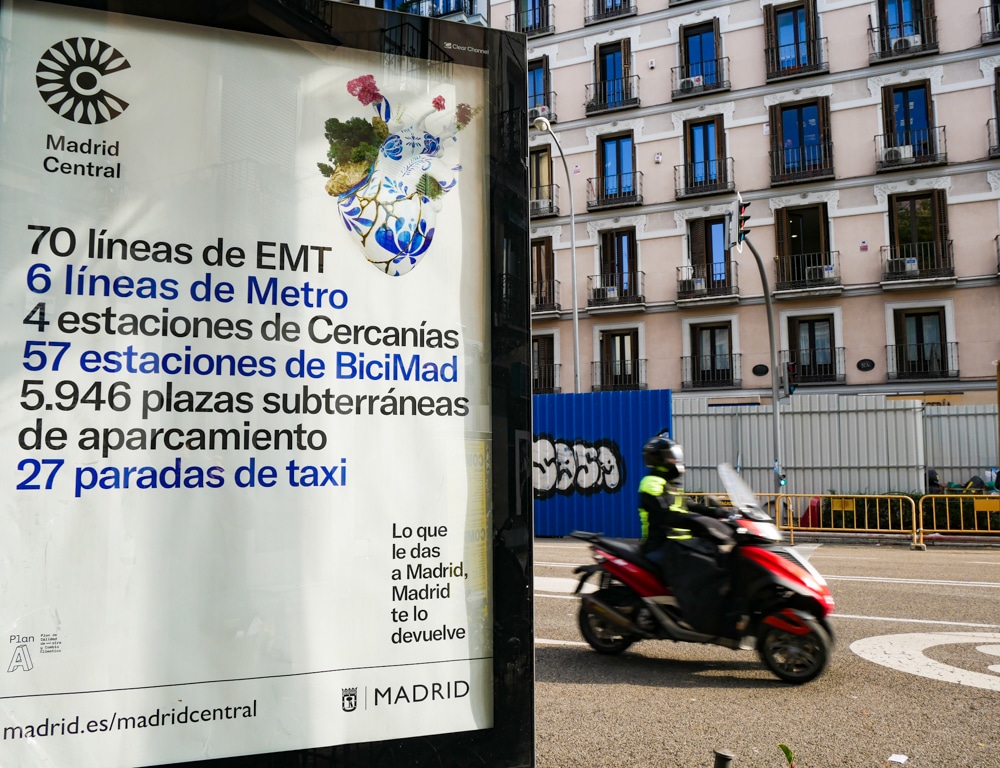 Clear Channel
Madrid
Central
70 líneas de EMT
6 líneas de Metro
4 estaciones de Cercanías
57 estaciones de BiciMad
5.946 plazas subterráneas
de aparcamiento
27 paradas de taxi
Lo que
le das
a Madrid,
Madrid
te lo
devuelve
Plan
A
madrid.es/madridcentral
MADRID